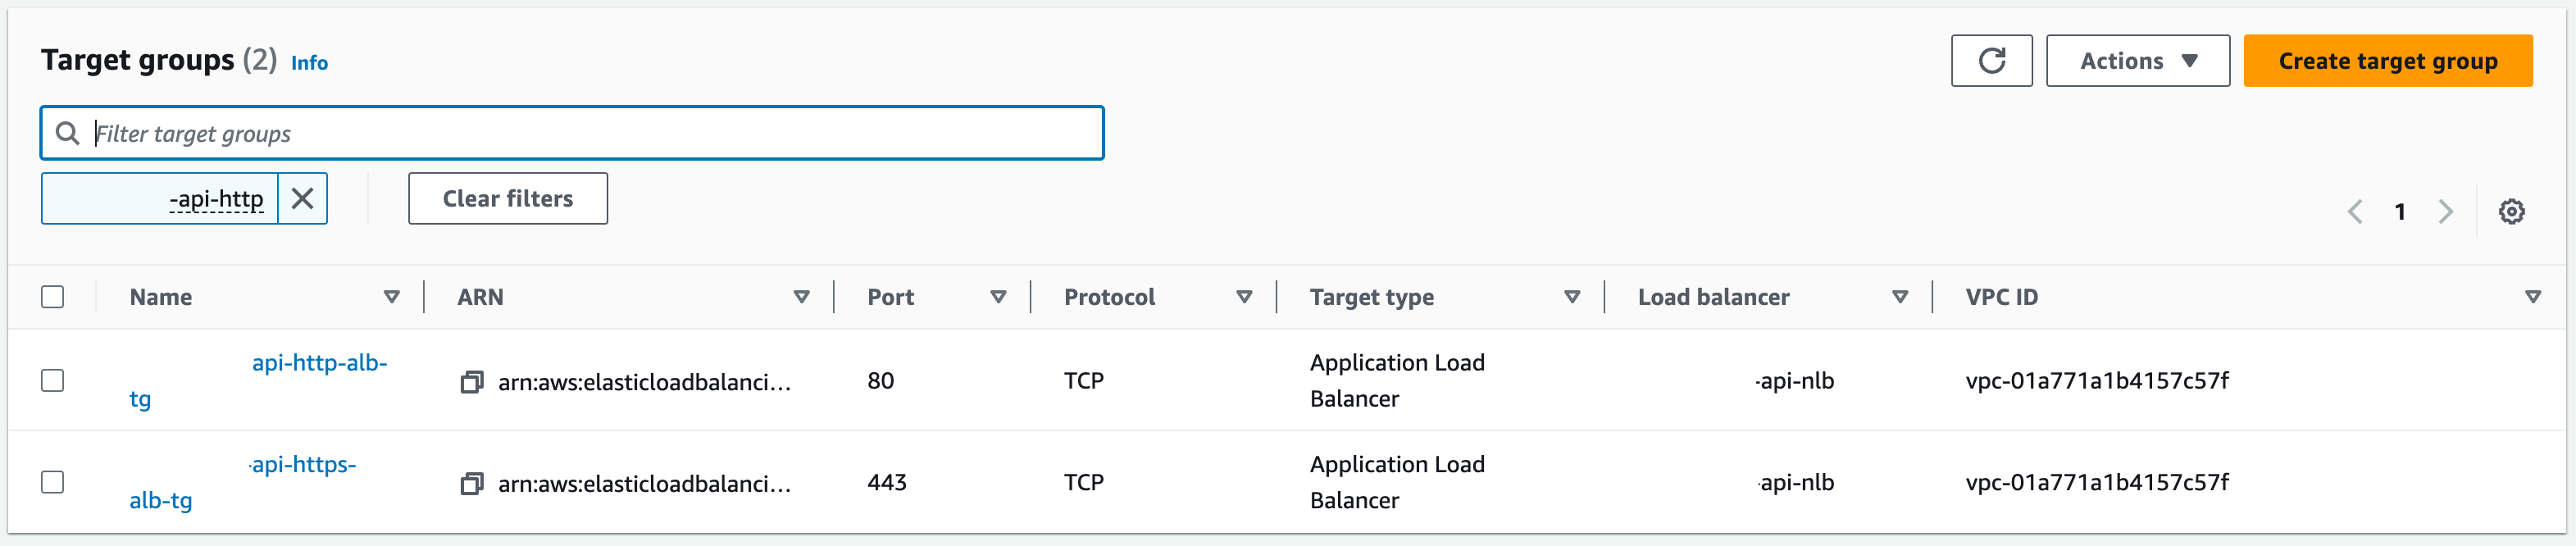 Target groups (2) Info
Actions
Create target group
Filter target groups
-api-http
Clear filters
1
Name ARN Port Protocol Target type Load balancer VPC ID
api-http-alb-
tg
arn:aws:elasticloadbalanci...
80
TCP
Application Load
Balancer
-api-nlb
vpc-01a771a1b4157c57f
-api-https-
alb-tg
arn:aws:elasticloadbalanci...
443
TCP
Application Load
Balancer
-api-nlb
vpc-01a771a1b4157c57f